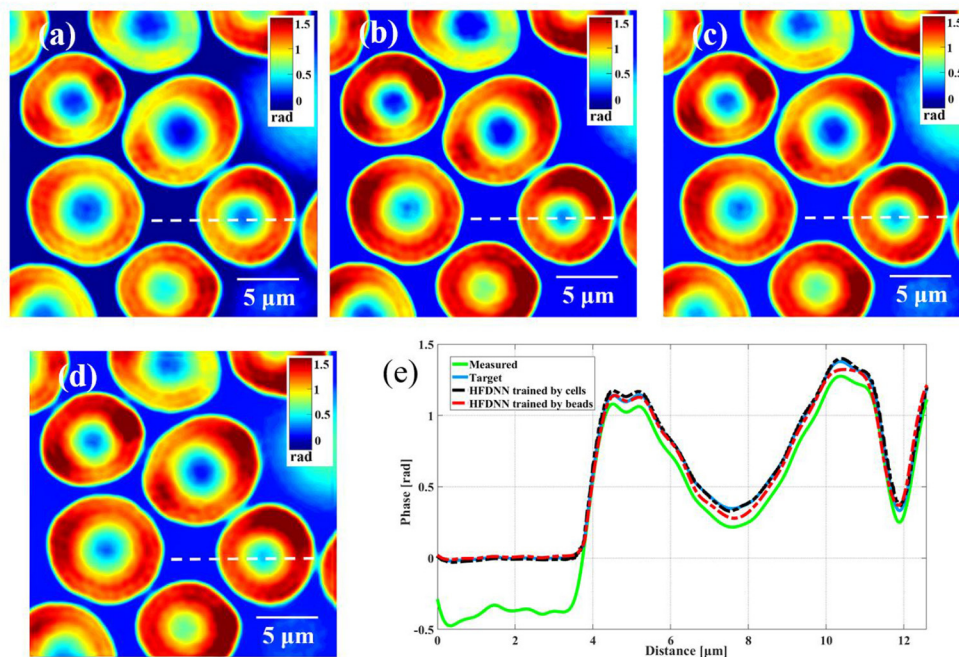 (a)
1.5
1
0.5
0
rad
5 µm
(b)
1.5
1
0.5
0
rad
5 µm
(c)
1.5
1
0.5
0
rad
5 µm
(d)
1.5
1
0.5
0
rad
5 µm
(e)
Measured
Target
HFDNN trained by cells
HFDNN trained by beads
Phase [rad]
1.5
1
0.5
0
-0.5
0
2
4
6
8
10
12
Distance [µm]